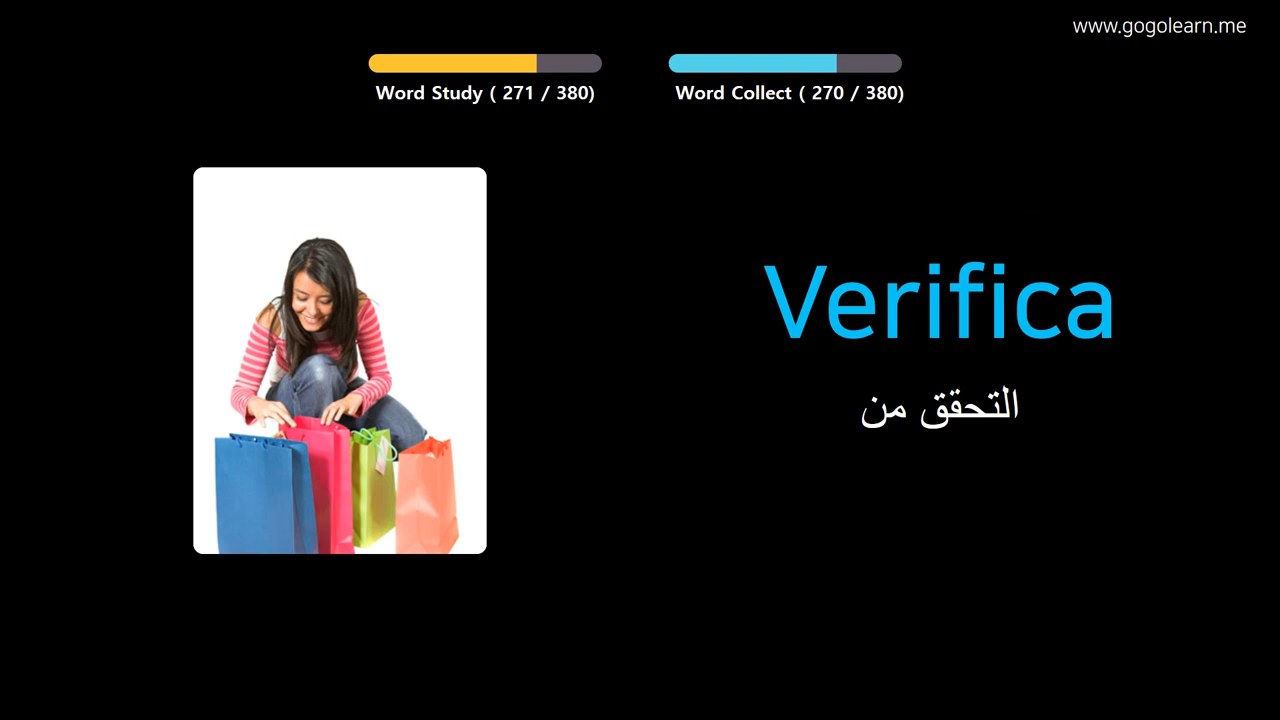 www.gogolearn.me
Word Study ( 271 / 380)
Word Collect ( 270 / 380)
Verifica
التحقق من